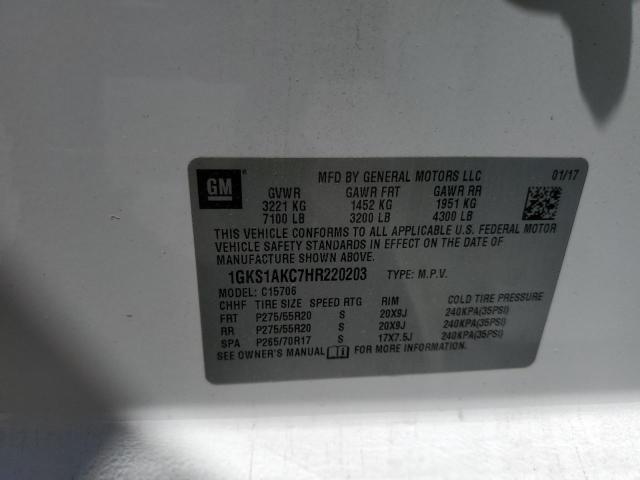 GM
MFD BY GENERAL MOTORS LLC 01/17
GVWR GAWR FRT GAWR RR
3221 KG 1452 KG 1951 KG
7100 LB 3200 LB 4300 LB
THIS VEHICLE CONFORMS TO ALL APPLICABLE U.S. FEDERAL MOTOR
VEHICLE SAFETY STANDARDS IN EFFECT ON THE DATE OF
MANUFACTURE SHOWN ABOVE.
1GKS1AKC7HR220203 TYPE: M.P.V.
MODEL: C15706
CHHF TIRE SIZE SPEED RTG RIM COLD TIRE PRESSURE
FRT P275/55R20 S 20X9J 240KPA(35PSI)
RR P275/55R20 S 20X9J 240KPA(35PSI)
SPA P265/70R17 S 17X7.5J 240KPA(35PSI)
SEE OWNER'S MANUAL FOR MORE INFORMATION.